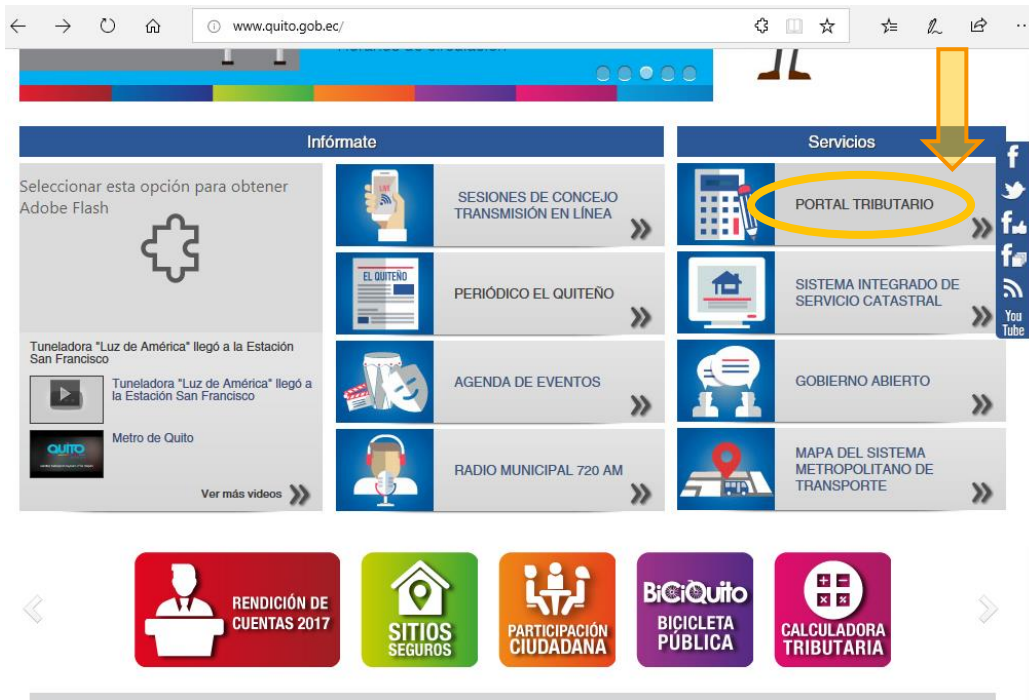 www.quito.gob.ec/
Horarios de circulación
Infórmate
Seleccionar esta opción para obtener
Adobe Flash
Tuneladora "Luz de América" llegó a la Estación
San Francisco
Tuneladora "Luz de América" llegó a
la Estación San Francisco
QUITO
Metro de Quito
Ver más videos
LIVE
SESIONES DE CONCEJO
TRANSMISIÓN EN LÍNEA
EL QUITEÑO
PERIÓDICO EL QUITEÑO
AGENDA DE EVENTOS
RADIO MUNICIPAL 720 AM
Servicios
PORTAL TRIBUTARIO
SISTEMA INTEGRADO DE
SERVICIO CATASTRAL
GOBIERNO ABIERTO
MAPA DEL SISTEMA
METROPOLITANO DE
TRANSPORTE
You
Tube
RENDICIÓN DE
CUENTAS 2017
SITIOS
SEGUROS
PARTICIPACIÓN
CIUDADANA
BiCiQuito
BICICLETA
PÚBLICA
CALCULADORA
TRIBUTARIA